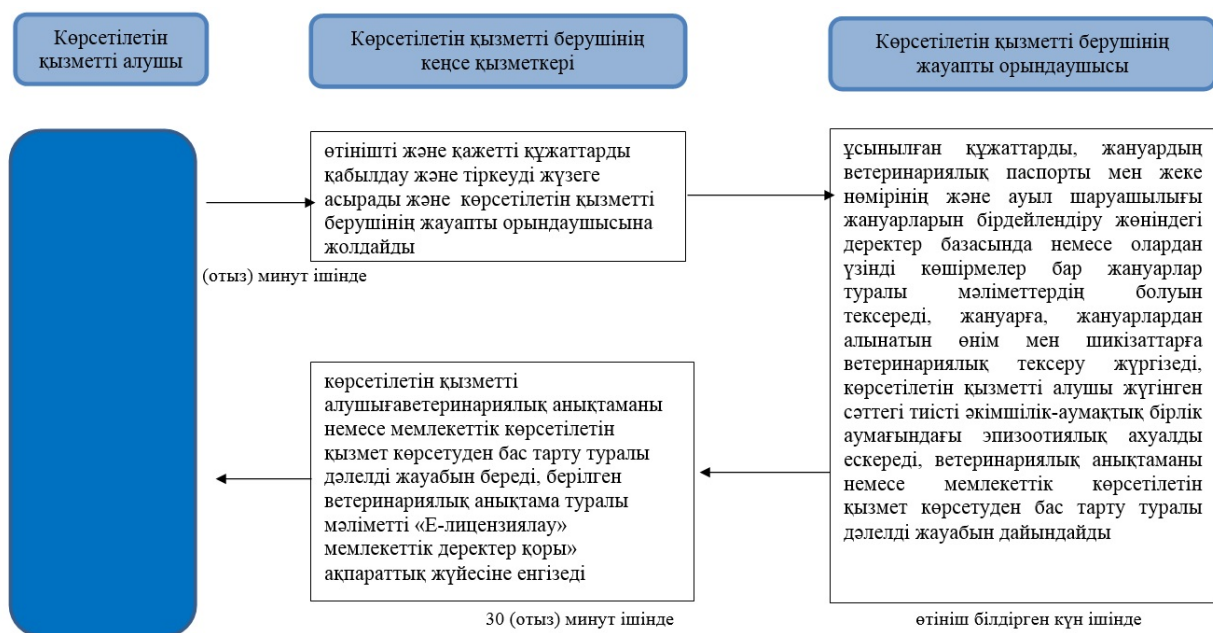 Көрсетілетін
қызметті алушы
Көрсетілетін қызметті берушінің
кеңсе қызметкері
Көрсетілетін қызметті берушінің
жауапты орындаушысы
өтінішті және қажетті құжаттарды
қабылдау және тіркеуді жүзеге
асырады және көрсетілетін қызметті
берушінің жауапты орындаушысына
жолдайды
(отыз) минут ішінде
ұсынылған құжаттарды, жануардың
ветеринариялық паспорты мен жеке
нөмірінің және ауыл шаруашылығы
жануарларын бірдейлендіру жөніндегі
деректер базасында немесе олардан
үзінді көшірмелер бар жануарлар
туралы мәліметтердің болуын
тексереді, жануарға, жануарлардан
алынатын өнім мен шикізаттарға
ветеринариялық тексеру жүргізеді,
көрсетілетін қызметті алушы жүгінген
сәттегі тиісті әкімшілік-аумақтық бірлік
аумағындағы эпизоотиялық ахуалды
ескереді, ветеринариялық анықтаманы
немесе мемлекеттік көрсетілетін
қызмет көрсетуден бас тарту туралы
дәлелді жауабын дайындайды
өтініш білдірген күн ішінде
көрсетілетін қызметті
алушығаветеринариялық анықтаманы
немесе мемлекеттік көрсетілетін
қызмет көрсетуден бас тарту туралы
дәлелді жауабын береді, берілген
ветеринариялық анықтама туралы
мәліметті «Е-лицензиялау»
мемлекеттік деректер қоры»
ақпараттық жүйесіне енгізеді
30 (отыз) минут ішінде